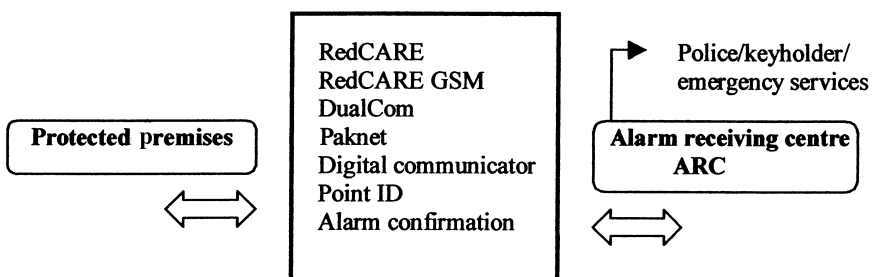 Protected premises
RedCARE
RedCARE GSM
DualCom
Paknet
Digital communicator
Point ID
Alarm confirmation
Police/keyholder/
emergency services
Alarm receiving centre
ARC